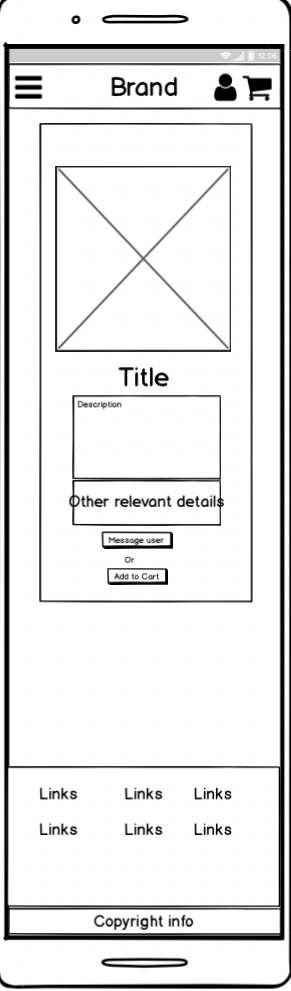 12:06
Brand
Title
Description
Other relevant details
Message user
Or
Add to Cart
Links Links Links
Links Links Links
Copyright info